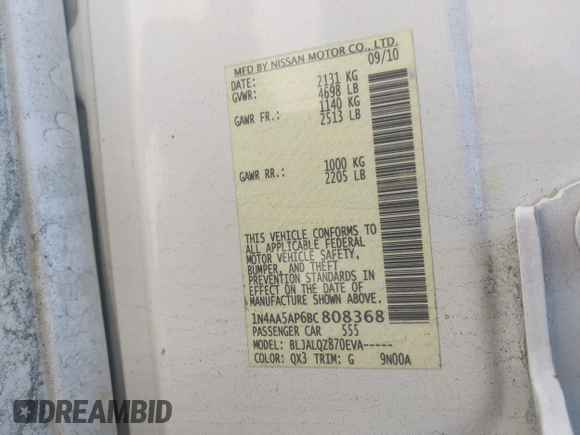 MFD BY NISSAN MOTOR CO., LTD.
DATE: 09/10
GVWR: 2131 KG
4698 LB
GAWR FR.: 1140 KG
2513 LB
GAWR RR.: 1000 KG
2205 LB
THIS VEHICLE CONFORMS TO
ALL APPLICABLE FEDERAL
MOTOR VEHICLE SAFETY,
BUMPER, AND THEFT
PREVENTION STANDARDS IN
EFFECT ON THE DATE OF
MANUFACTURE SHOWN ABOVE.
1N4AA5AP6BC808368
PASSENGER CAR 555
MODEL: BLJALQZ870EVA-----
COLOR: QX3 TRIM: G 9N00A
DREAMBID